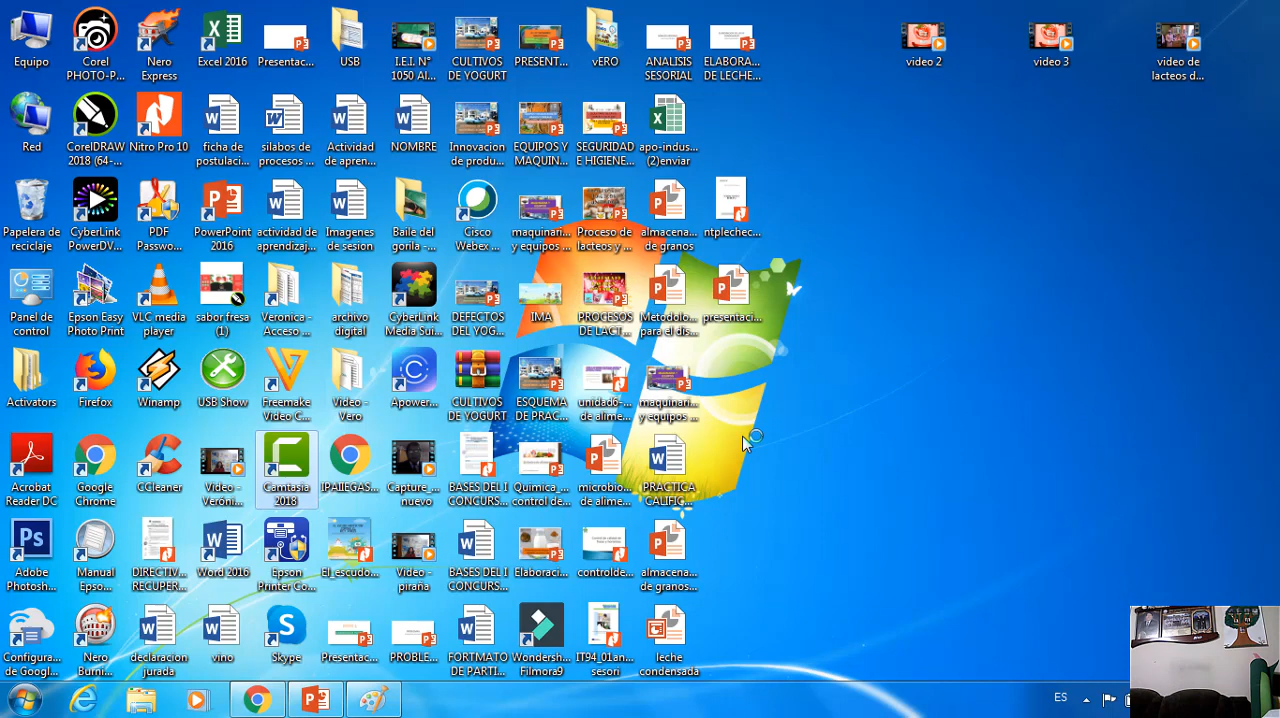 Equipo
Corel
PHOTO-P...
Nero
Express
Excel 2016
Presentac...
USB
I.E.I. N°
1050 Al...
CULTIVOS
DE YOGURT
PRESENT...
vERO
ANALISIS
SESORIAL
ELABORA...
DE LECHE...
video 2
video 3
video de
lacteos d...
Red
CorelDRAW
2018 (64-...
Nitro Pro 10
ficha de
postulaci...
silabos de
procesos ...
Actividad
de apren...
NOMBRE
Innovacion
de produ...
EQUIPOS Y
MAQUIN...
SEGURIDAD
E HIGIENE...
apo-indus...
(2)enviar
Papelera de
reciclaje
CyberLink
PowerDV...
PDF
Passwo...
PowerPoint
2016
actividad de
aprendizaj...
Imagenes
de sesion
Baile del
gorila -...
Cisco
Webex ...
maquinari...
y equipos ...
Proceso de
lacteos y ...
almacena...
de granos
ntplechec...
Panel de
control
Epson Easy
Photo Print
VLC media
player
sabor fresa
(1)
Veronica -
Acceso ...
archivo
digital
CyberLink
Media Sui...
DEFECTOS
DEL YOG...
IMA
PROCESOS
DE LACT...
Metodolo...
para el dis...
presentaci...
Activators
Firefox
Winamp
USB Show
Freemake
Video C...
Video -
Vero
Apower...
CULTIVOS
DE YOGURT
ESQUEMA
DE PRAC...
unidad6-...
de alime...
maquinari...
y equipos ...
Acrobat
Reader DC
Google
Chrome
CCleaner
Video -
Veróni...
Camtasia
2018
IPAIIEGAS...
Capture_...
nuevo
BASES DEL I
CONCURS...
Quimica_...
control de...
microbio...
de alime...
PRACTICA
CALIFIC...
Adobe
Photosh...
Manual
Epso...
DIRECTIV...
RECUPER...
Word 2016
Epson
Printer Co...
El_escudo...
Video -
piraña
BASES DEL I
CONCURS...
Elaboraci...
controlde...
almacena...
de granos...
Configura...
de Googl...
Nero
Burni...
declaracion
jurada
vino
Skype
Presentac...
PROBLE...
FORTMATO
DE PARTI...
Wondersh...
Filmora9
IT94_01an...
sesori
leche
condensada
ES